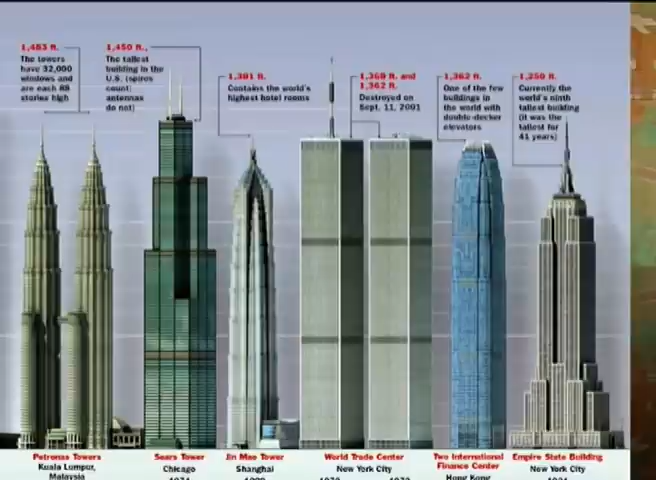 1,483 ft.
The towers
have 32,000
windows and
are each 88
stories high
1,450 ft.,
The tallest
building in the
U.S. (spires
count;
antennas
do not)
1,381 ft.
Contains the world's
highest hotel rooms
1,368 ft. and
1,362 ft.
Destroyed on
Sept. 11, 2001
1,362 ft.
One of the few
buildings in
the world with
double-decker
elevators
1,250 ft.
Currently the
world's ninth
tallest building
(it was the
tallest for
41 years)
Petronas Towers
Kuala Lumpur,
Malaysia
Sears Tower
Chicago
1974
Jin Mao Tower
Shanghai
World Trade Center
New York City
Two International
Finance Center
Hong Kong
Empire State Building
New York City